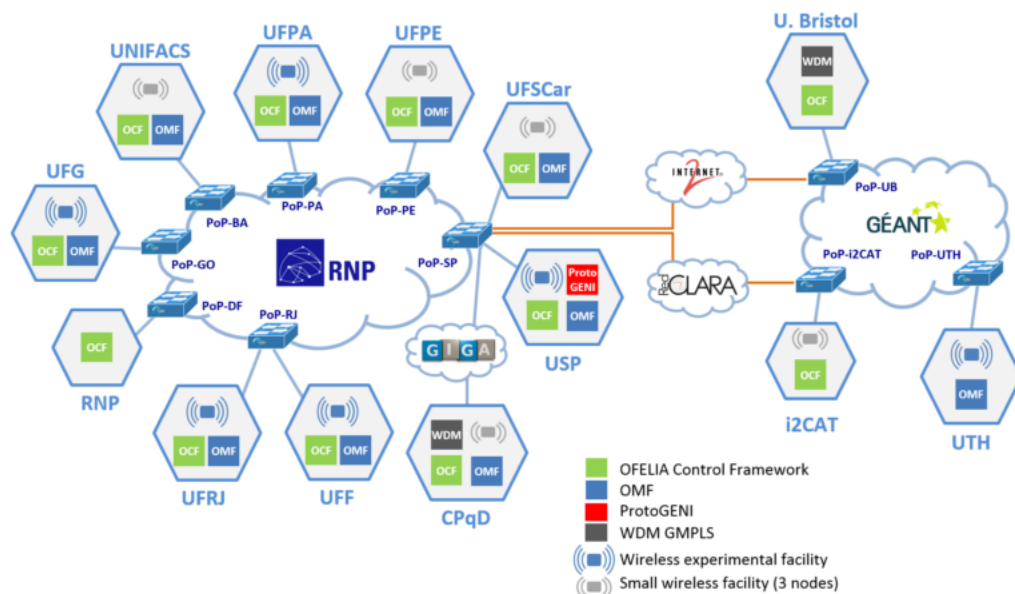 U. Bristol
WDM
OCF
UNIFACS
OCF OMF
UFPA
OCF OMF
UFPE
OCF OMF
UFSCar
OCF OMF
UFG
OCF OMF
PoP-BA
PoP-PA
PoP-PE
PoP-GO
RNP
PoP-SP
PoP-DF
PoP-RJ
INTERNET 2
PoP-UB
GÉANT
PoP-i2CAT
PoP-UTH
Red CLARA
Proto GENI
OCF OMF
USP
GIGA
OCF
RNP
OCF OMF
UFRJ
OCF OMF
UFF
WDM
OCF OMF
CPqD
OCF
i2CAT
OMF
UTH
OFELIA Control Framework
OMF
ProtoGENI
WDM GMPLS
Wireless experimental facility
Small wireless facility (3 nodes)